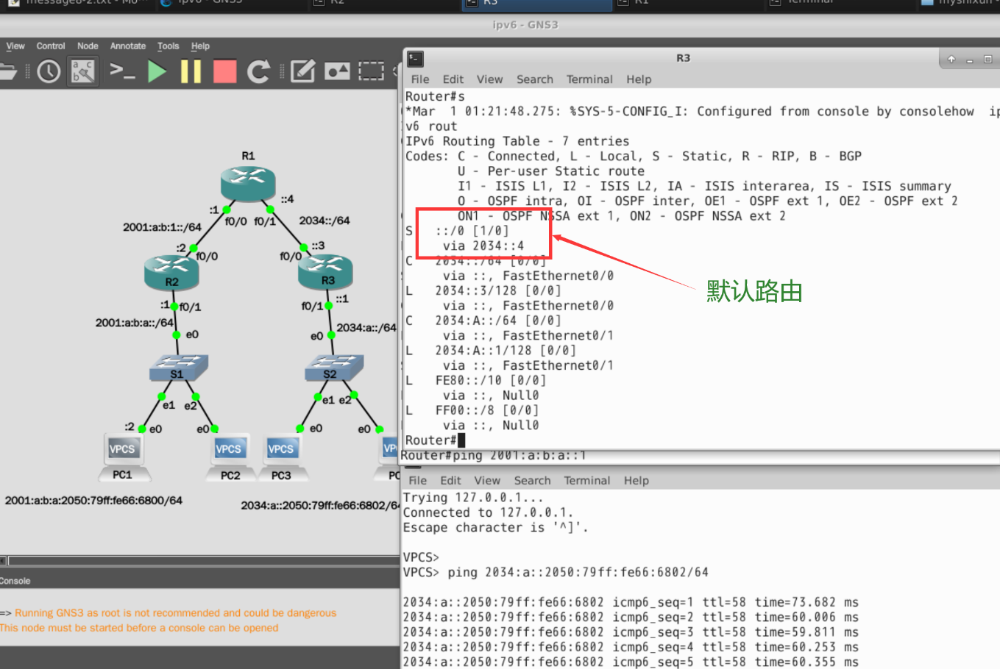 message8-2.txt - Mo
ipv6 - GNS3
R2
R3
R1
Terminal
myshixun
ipv6 - GNS3
View Control Node Annotate Tools Help
R1
::4
:1
f0/0 f0/1
2034::/64
2001:a:b:1::/64
:2
f0/0
::3
f0/0
R2
R3
:1
f0/1
f0/1
::1
2001:a:b:a::/64
2034:a::/64
e0
e0
S1
S2
e1 e2
e1 e2
:2 e0
e0
e0
e0
VPCS
VPCS
VPCS
PC1
PC2
PC3
2001:a:b:a:2050:79ff:fe66:6800/64
2034:a::2050:79ff:fe66:6802/64
Console
=> Running GNS3 as root is not recommended and could be dangerous
This node must be started before a console can be opened
R3
File Edit View Search Terminal Help
Router#s
*Mar  1 01:21:48.275: %SYS-5-CONFIG_I: Configured from console by consolehow  ip
v6 rout
IPv6 Routing Table - 7 entries
Codes: C - Connected, L - Local, S - Static, R - RIP, B - BGP
U - Per-user Static route
I1 - ISIS L1, I2 - ISIS L2, IA - ISIS interarea, IS - ISIS summary
O - OSPF intra, OI - OSPF inter, OE1 - OSPF ext 1, OE2 - OSPF ext 2
ON1 - OSPF NSSA ext 1, ON2 - OSPF NSSA ext 2
S   ::/0 [1/0]
via 2034::4
C   2034::/64 [0/0]
via ::, FastEthernet0/0
L   2034::3/128 [0/0]
via ::, FastEthernet0/0
C   2034:A::/64 [0/0]
via ::, FastEthernet0/1
L   2034:A::1/128 [0/0]
via ::, FastEthernet0/1
L   FE80::/10 [0/0]
via ::, Null0
L   FF00::/8 [0/0]
via ::, Null0
Router#
默认路由
Router#ping 2001:a:b:a::1
File Edit View Search Terminal Help
Trying 127.0.0.1...
Connected to 127.0.0.1.
Escape character is '^]'.
VPCS>
VPCS> ping 2034:a::2050:79ff:fe66:6802/64
2034:a::2050:79ff:fe66:6802 icmp6_seq=1 ttl=58 time=73.682 ms
2034:a::2050:79ff:fe66:6802 icmp6_seq=2 ttl=58 time=60.006 ms
2034:a::2050:79ff:fe66:6802 icmp6_seq=3 ttl=58 time=59.811 ms
2034:a::2050:79ff:fe66:6802 icmp6_seq=4 ttl=58 time=60.253 ms
2034:a::2050:79ff:fe66:6802 icmp6_seq=5 ttl=58 time=60.355 ms